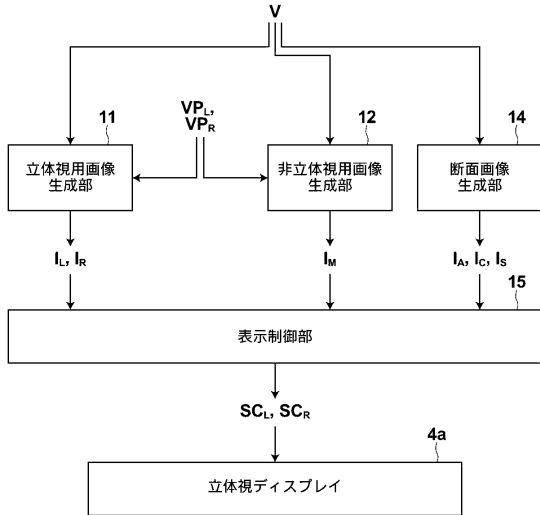 V
VPL,
VPR
11
12
14
立体視用画像
生成部
非立体視用画像
生成部
断面画像
生成部
IL, IR
IM
IA, IC, IS
15
表示制御部
SCL, SCR
4a
立体視ディスプレイ